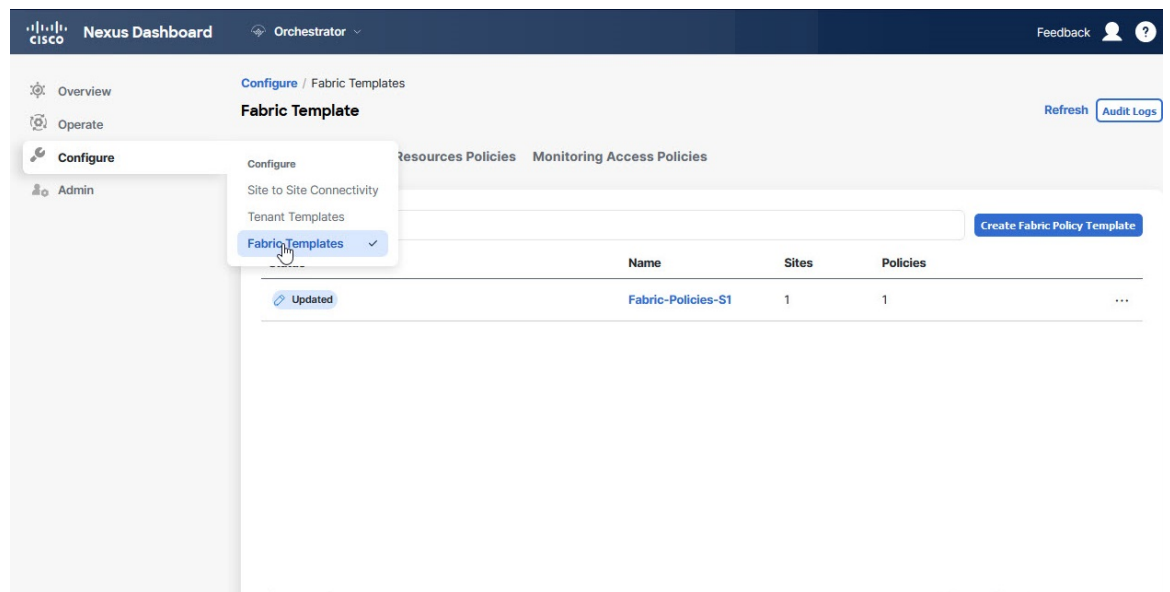 CISCO Nexus Dashboard Orchestrator Feedback ?
Overview
Operate
Configure
Admin
Configure / Fabric Templates
Fabric Template
Refresh Audit Logs
Resources Policies Monitoring Access Policies
Configure
Site to Site Connectivity
Tenant Templates
Fabric Templates
Create Fabric Policy Template
Status Name Sites Policies
Updated Fabric-Policies-S1 1 1 ...